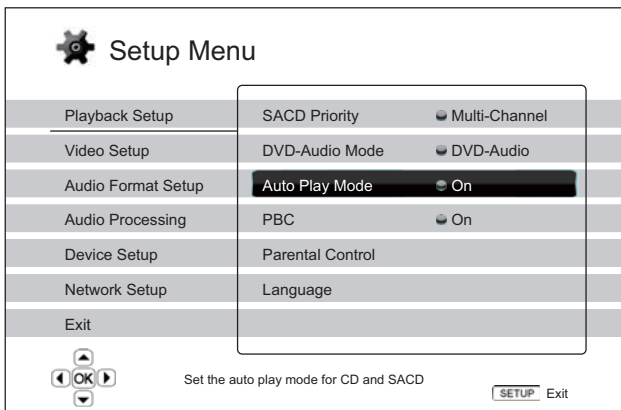 Setup Menu
Playback Setup SACD Priority Multi-Channel
Video Setup DVD-Audio Mode DVD-Audio
Audio Format Setup Auto Play Mode On
Audio Processing PBC On
Device Setup Parental Control
Network Setup Language
Exit
OK Set the auto play mode for CD and SACD
SETUP Exit